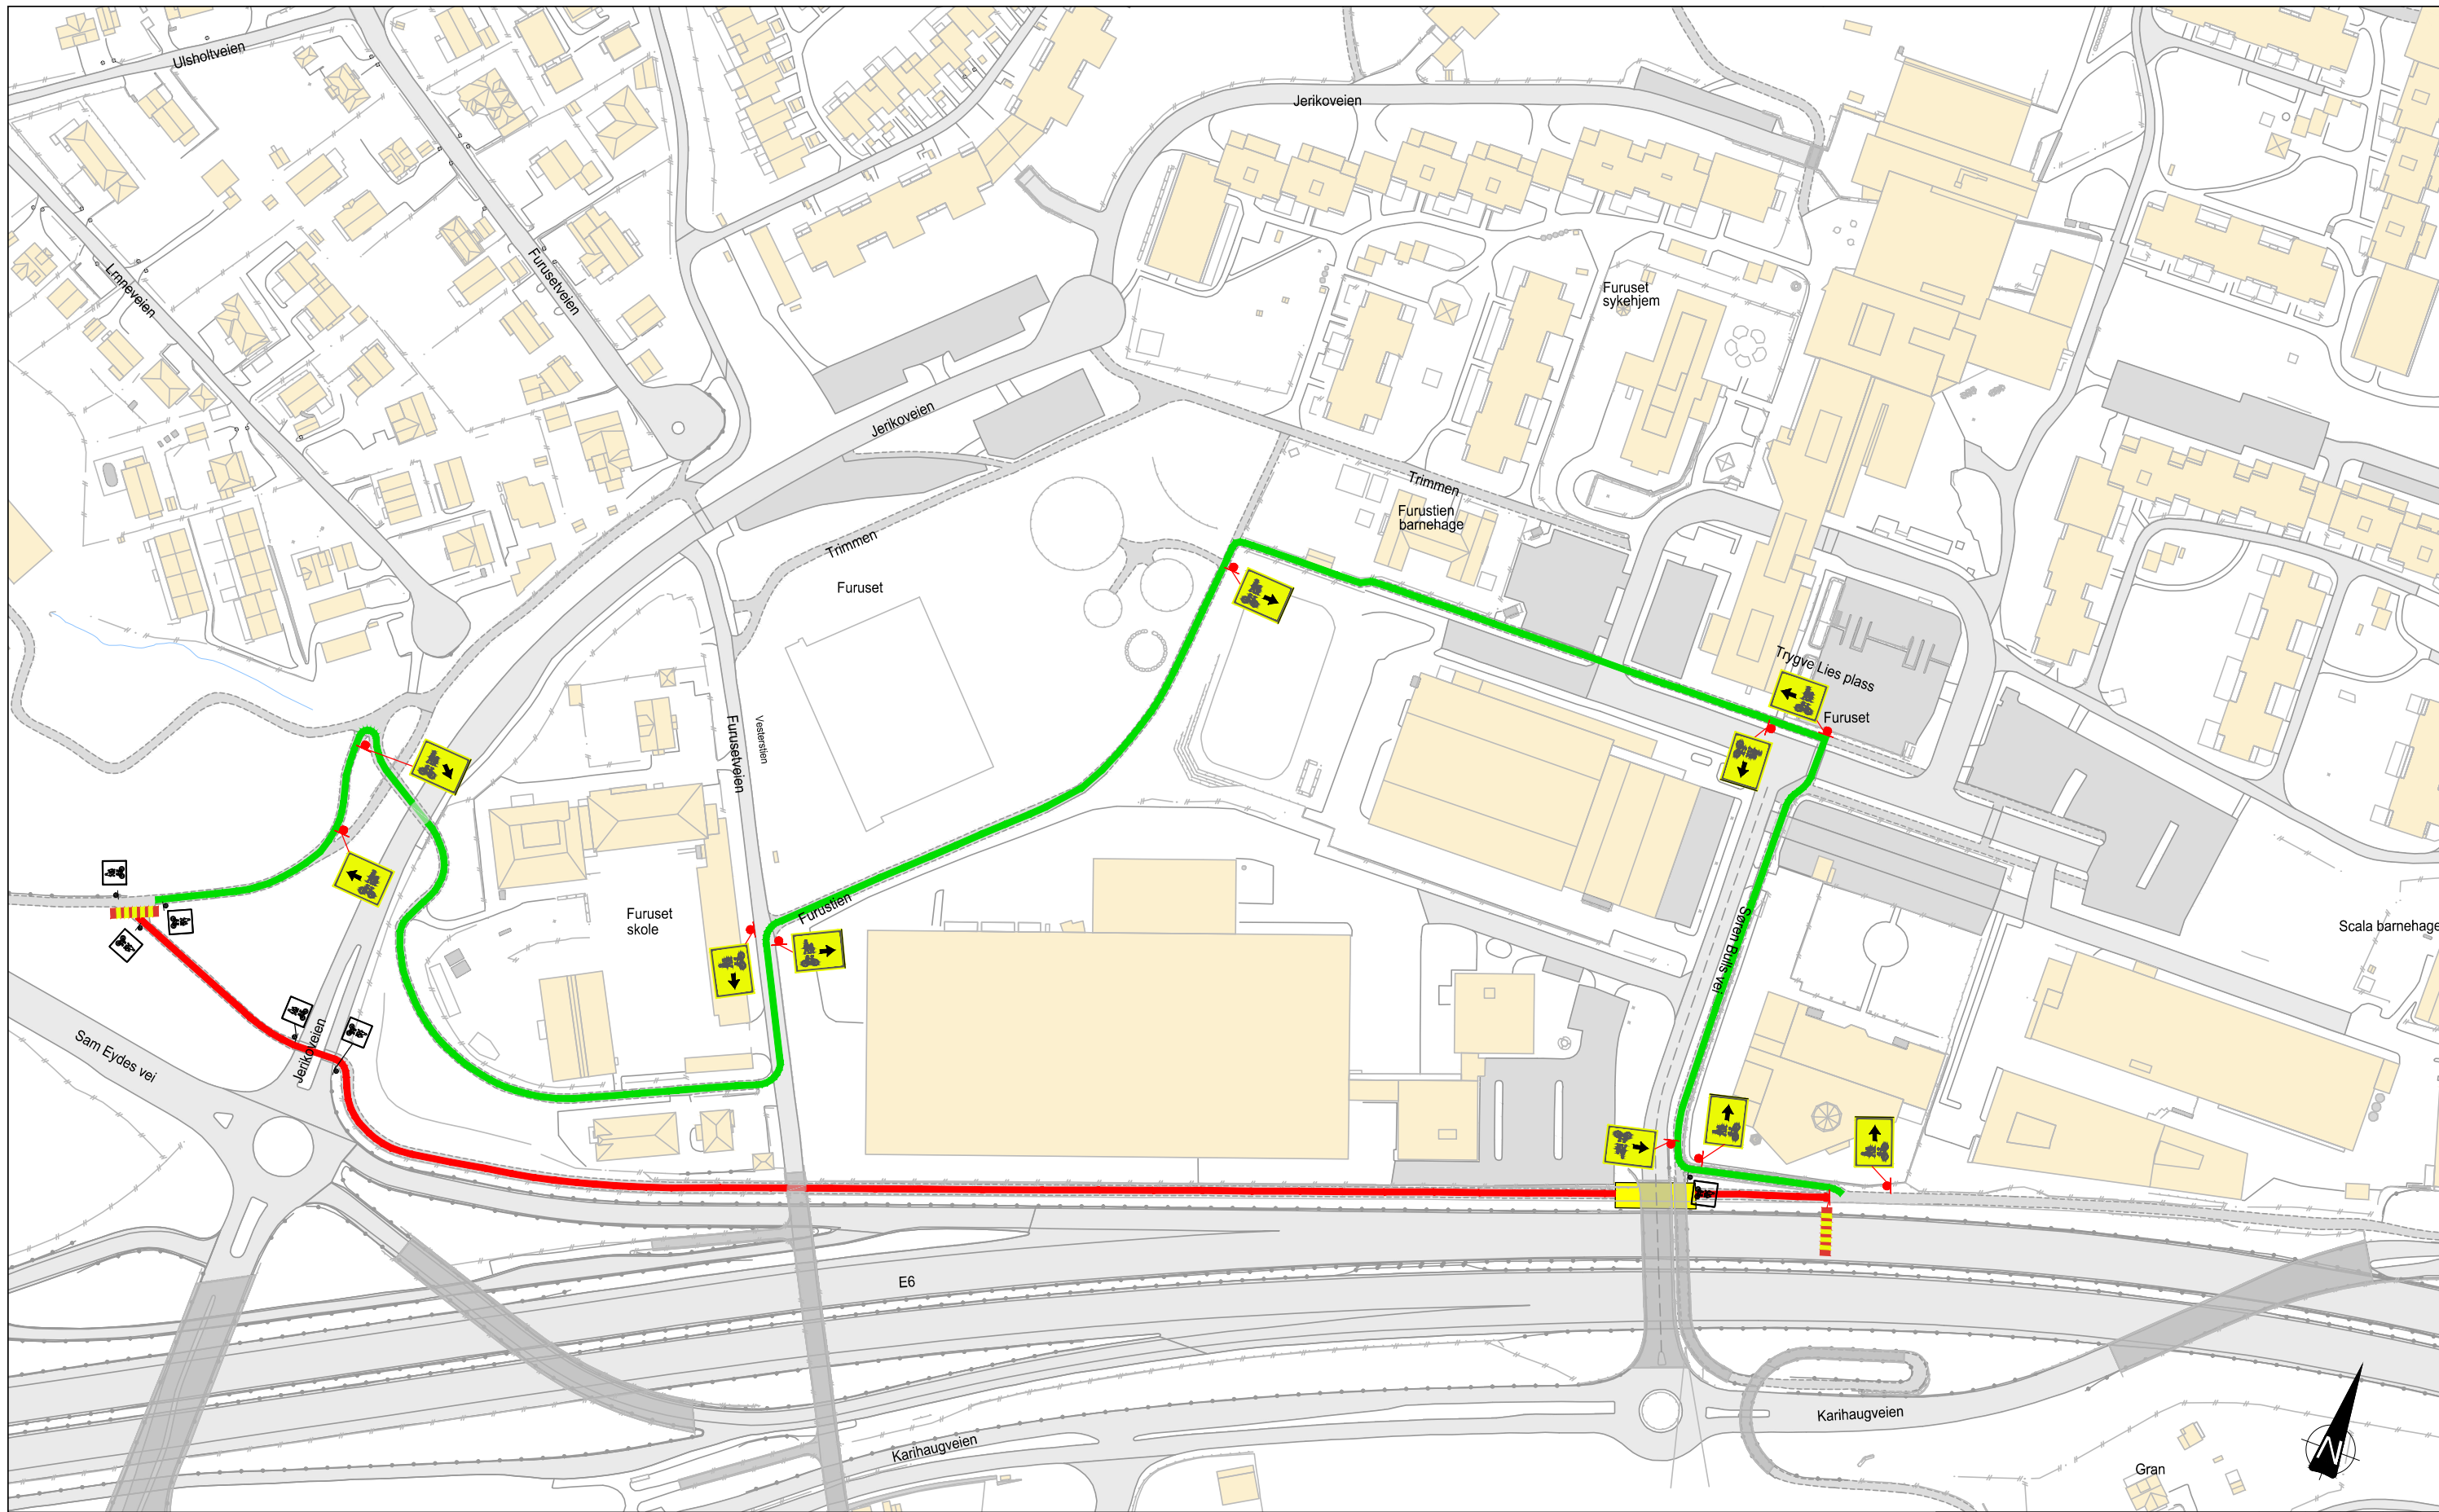 Ulsholtveien
Jerikoveien
Lrnneveien
Furusetveien
Furuset
sykehjem
Jerikoveien
Trimmen
Furustien
barnehage
Trimmen
Furuset
Trygve Lies plass
Furuset
Furusetveien
Vesterstien
Furustien
Furuset
skole
Søren Bulls vei
Scala barnehage
Sam Eydes vei
Jerikoveien
E6
Karihaugveien
Karihaugveien
Gran
N